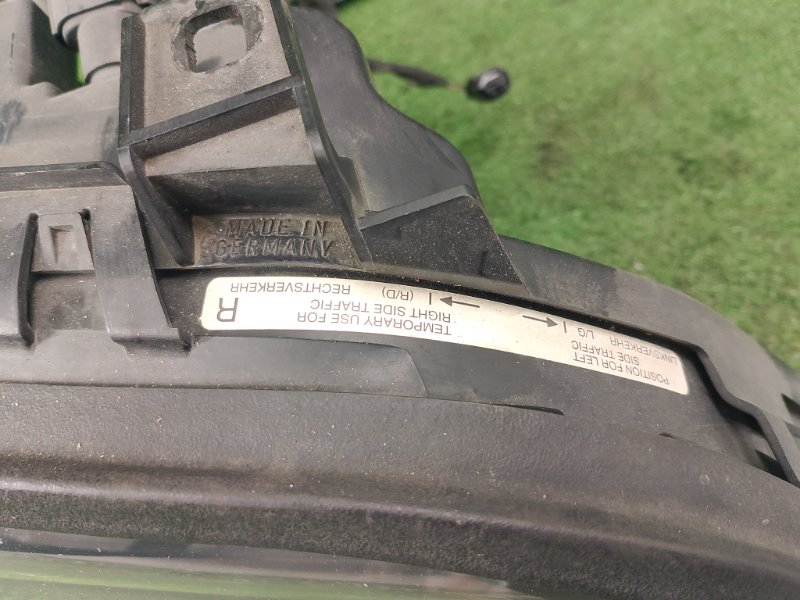 MADE IN
GERMANY
POSITION FOR LEFT
SIDE TRAFFIC
LINKSVERKEHR L/G
TEMPORARY USE FOR
RIGHT SIDE TRAFFIC
RECHTSVERKEHR (R/D)
R